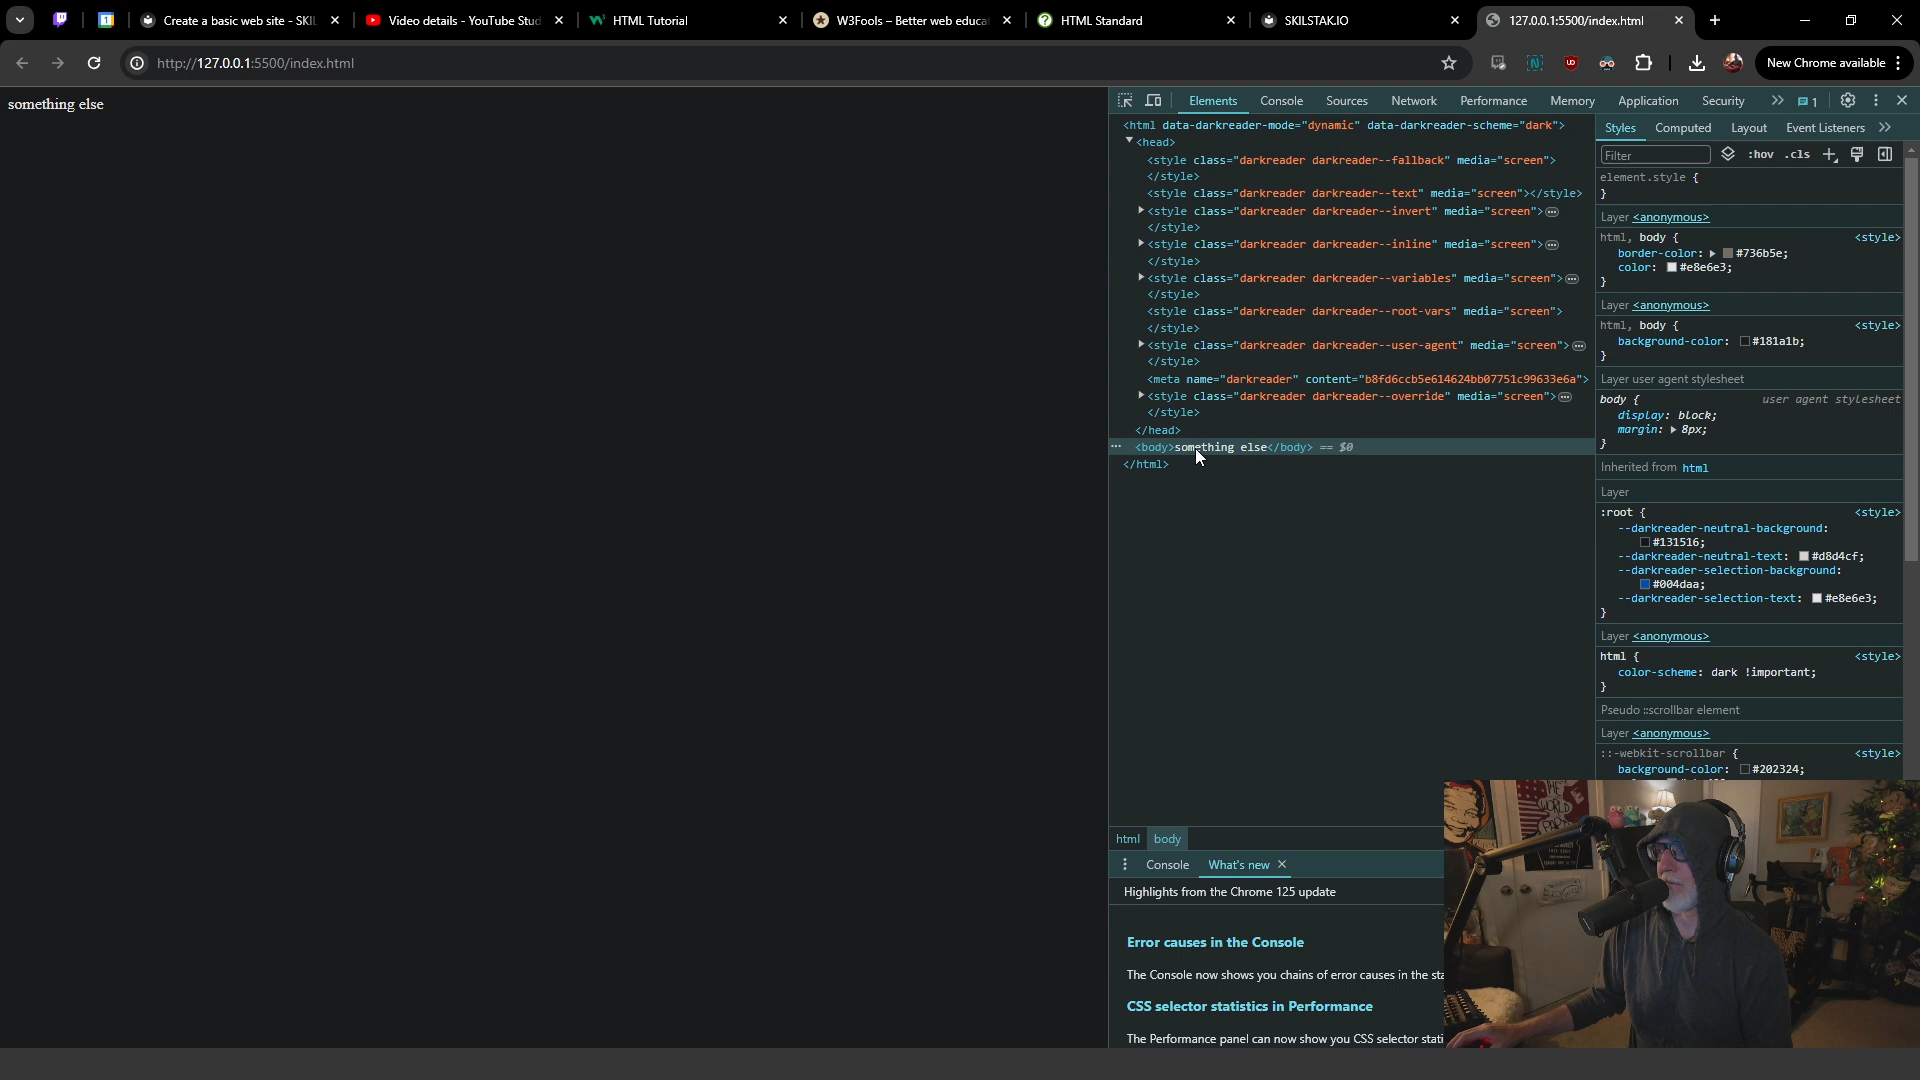 Create a basic web site - SKIL
Video details - YouTube Stud
HTML Tutorial
W3Fools – Better web educa
HTML Standard
SKILSTAK.IO
127.0.0.1:5500/index.html
http://127.0.0.1:5500/index.html
New Chrome available
something else
Elements
Console
Sources
Network
Performance
Memory
Application
Security
1
<html data-darkreader-mode="dynamic" data-darkreader-scheme="dark">
<head>
<style class="darkreader darkreader--fallback" media="screen">
</style>
<style class="darkreader darkreader--text" media="screen"></style>
<style class="darkreader darkreader--invert" media="screen">
</style>
<style class="darkreader darkreader--inline" media="screen">
</style>
<style class="darkreader darkreader--variables" media="screen">
</style>
<style class="darkreader darkreader--root-vars" media="screen">
</style>
<style class="darkreader darkreader--user-agent" media="screen">
</style>
<meta name="darkreader" content="b8fd6ccb5e614624bb07751c99633e6a">
<style class="darkreader darkreader--override" media="screen">
</style>
</head>
<body>something else</body> == $0
</html>
html body
Console What's new
Highlights from the Chrome 125 update
Error causes in the Console
The Console now shows you chains of error causes in the sta
CSS selector statistics in Performance
The Performance panel can now show you CSS selector stati
Styles Computed Layout Event Listeners
Filter :hov .cls
element.style {
}
Layer <anonymous>
html, body { <style>
border-color: #736b5e;
color: #e8e6e3;
}
Layer <anonymous>
html, body { <style>
background-color: #181a1b;
}
Layer user agent stylesheet
body { user agent stylesheet
display: block;
margin: 8px;
}
Inherited from html
Layer
:root { <style>
--darkreader-neutral-background:
#131516;
--darkreader-neutral-text: #d8d4cf;
--darkreader-selection-background:
#004daa;
--darkreader-selection-text: #e8e6e3;
}
Layer <anonymous>
html { <style>
color-scheme: dark !important;
}
Pseudo ::scrollbar element
Layer <anonymous>
::-webkit-scrollbar { <style>
background-color: #202324;